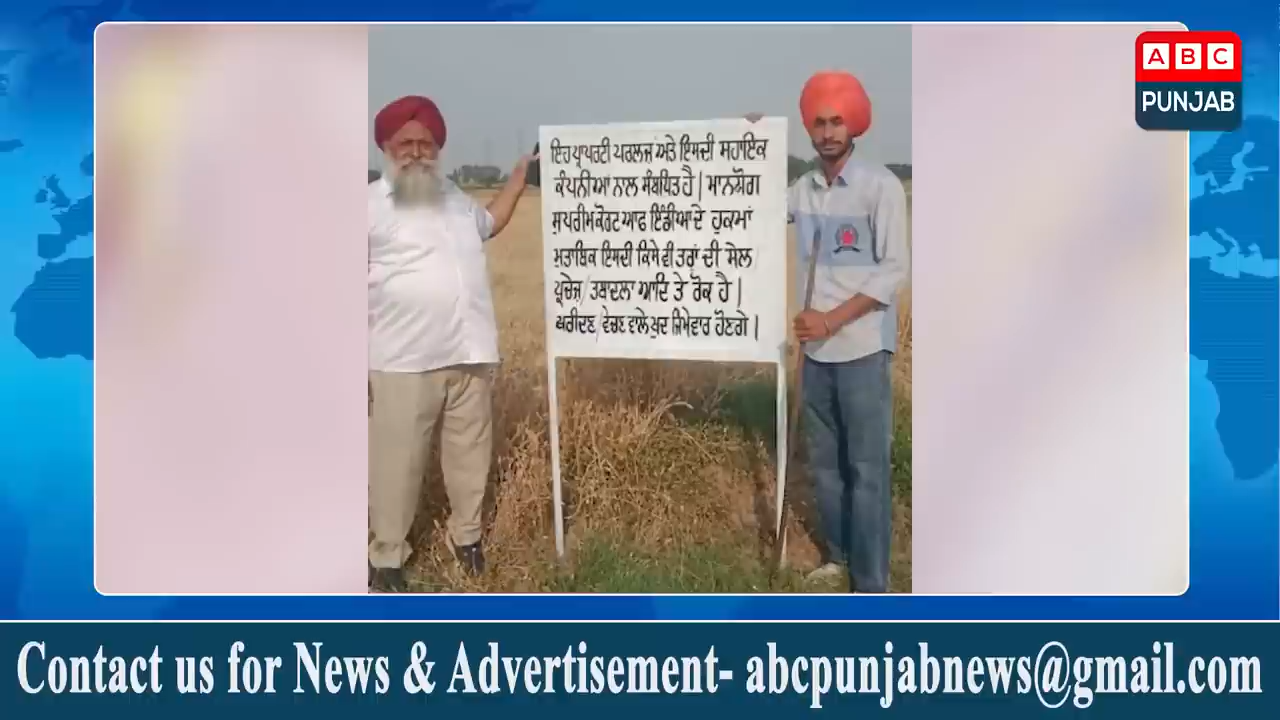 ABC
PUNJAB
ਇਹ ਪ੍ਰਾਪਰਟੀ ਪਰਲਜ਼ ਅਤੇ ਇਸਦੀ ਸਹਾਇਕ
ਕੰਪਨੀਆਂ ਨਾਲ ਸੰਬਧਿਤ ਹੈ | ਮਾਨਯੋਗ
ਸੁਪਰੀਮ ਕੋਰਟ ਆਫ ਇੰਡੀਆ ਦੇ ਹੁਕਮਾਂ
ਮੁਤਾਬਿਕ ਇਸਦੀ ਕਿਸੇ ਵੀ ਤਰ੍ਹਾਂ ਦੀ ਸੇਲ
ਪ੍ਰਚੇਜ਼ / ਤਬਾਦਲਾ ਆਦਿ ਤੇ ਰੋਕ ਹੈ |
ਖਰੀਦਣ / ਵੇਚਣ ਵਾਲੇ ਖੁਦ ਜ਼ਿਮੇਵਾਰ ਹੋਣਗੇ |
Contact us for News & Advertisement- abcpunjabnews@gmail.com